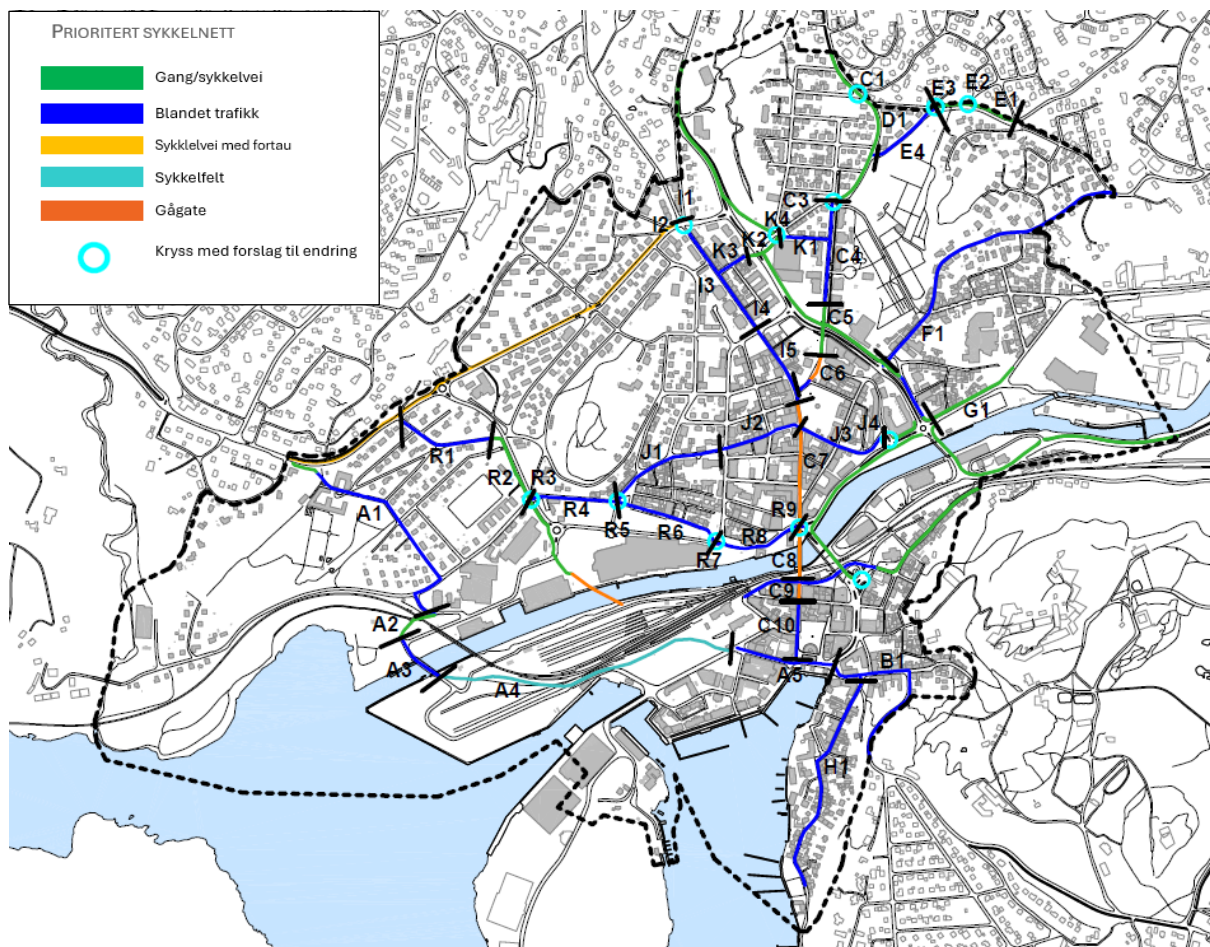 PRIORITERT SYKKELNETT
Gang/sykkelvei
Blandet trafikk
Sykklelvei med fortau
Sykkelfelt
Gågate
Kryss med forslag til endring
C1
E3
E2
E1
D1
E4
I1
I2
C3
K4
K2
K1
K3
C4
I3
I4
C5
F1
I5
C6
G1
J2
J4
J3
C7
R1
J1
R2
R3
R4
R5
R6
R7
R8
R9
A1
C8
C9
C10
A2
A3
A4
A5
B1
H1